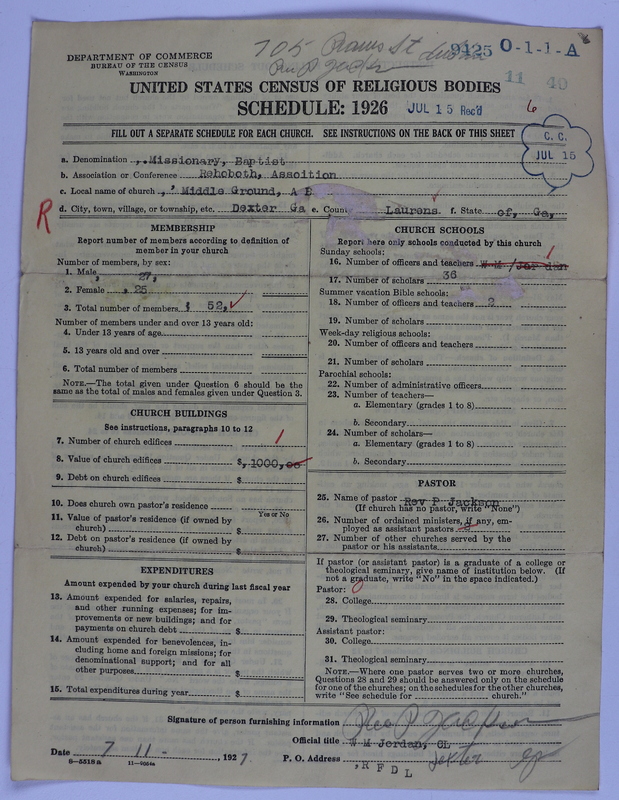 705 St
9425 0-1-1-A
11 40
DEPARTMENT OF COMMERCE
BUREAU OF THE CENSUS
WASHINGTON
UNITED STATES CENSUS OF RELIGIOUS BODIES
SCHEDULE: 1926 JUL 15 Rec'd 6
FILL OUT A SEPARATE SCHEDULE FOR EACH CHURCH. SEE INSTRUCTIONS ON THE BACK OF THIS SHEET
C. C.
JUL 15
a. Denomination ,.Missionary, Baptist
b. Association or Conference Rehoboth, Assoition
c. Local name of church ,' Middle Ground, A B
R d. City, town, village, or township, etc. Dexter Ga e. County Laurens f. State of, Ga,
MEMBERSHIP
Report number of members according to definition of
member in your church
Number of members, by sex:
1. Male , 27,
2. Female , 25
3. Total number of members 52,
Number of members under and over 13 years old:
4. Under 13 years of age
5. 13 years old and over
6. Total number of members
NOTE.—The total given under Question 6 should be the
same as the total of males and females given under Question 3.
CHURCH BUILDINGS
See instructions, paragraphs 10 to 12
7. Number of church edifices 1
8. Value of church edifices $,1000,00
9. Debt on church edifices $
10. Does church own pastor's residence
Yes or No
11. Value of pastor's residence (if owned by
church) $
12. Debt on pastor's residence (if owned by
church) $
EXPENDITURES
Amount expended by your church during last fiscal year
13. Amount expended for salaries, repairs,
and other running expenses; for im-
provements or new buildings; and for
payments on church debt $
14. Amount expended for benevolences, in-
cluding home and foreign missions; for
denominational support; and for all
other purposes $
15. Total expenditures during year $
CHURCH SCHOOLS
Report here only schools conducted by this church
Sunday schools:
16. Number of officers and teachers W M /Jordan
17. Number of scholars 36
Summer vacation Bible schools:
18. Number of officers and teachers 2
19. Number of scholars
Week-day religious schools:
20. Number of officers and teachers
21. Number of scholars
Parochial schools:
22. Number of administrative officers
23. Number of teachers—
a. Elementary (grades 1 to 8)
b. Secondary
24. Number of scholars—
a. Elementary (grades 1 to 8)
b. Secondary
PASTOR
25. Name of pastor Rev P Jackson
(If church has no pastor, write "None")
26. Number of ordained ministers, if any, em-
ployed as assistant pastors
27. Number of other churches served by the
pastor or his assistants
If pastor (or assistant pastor) is a graduate of a college or
theological seminary, give name of institution below. (If
not a graduate, write "No" in the space indicated.)
Pastor:
28. College
29. Theological seminary
Assistant pastor:
30. College
31. Theological seminary
NOTE.—Where one pastor serves two or more churches,
Questions 28 and 29 should be answered only on the schedule
for one of the churches; on the schedules for the other churches,
write "See schedule for church."
Signature of person furnishing information P Jackson
Official title W M Jordan, CL
Date 7 11 - , 1927 P. O. Address , R F D L Dexter Ga
8-5518a 11-9064a